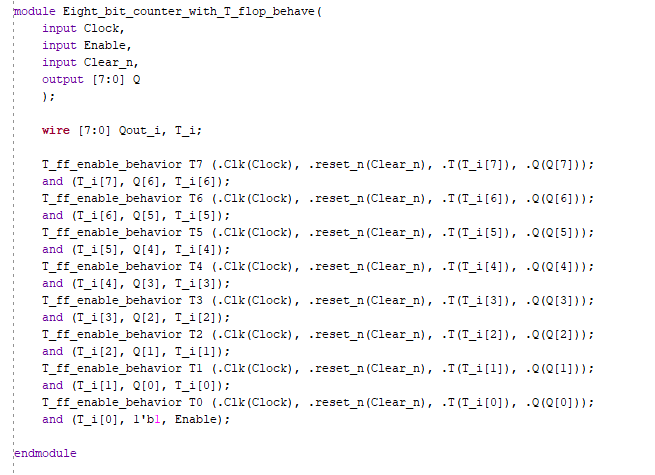 module Eight_bit_counter_with_T_flop_behave(
input Clock,
input Enable,
input Clear_n,
output [7:0] Q
);
wire [7:0] Qout_i, T_i;
T_ff_enable_behavior T7 (.Clk(Clock), .reset_n(Clear_n), .T(T_i[7]), .Q(Q[7]));
and (T_i[7], Q[6], T_i[6]);
T_ff_enable_behavior T6 (.Clk(Clock), .reset_n(Clear_n), .T(T_i[6]), .Q(Q[6]));
and (T_i[6], Q[5], T_i[5]);
T_ff_enable_behavior T5 (.Clk(Clock), .reset_n(Clear_n), .T(T_i[5]), .Q(Q[5]));
and (T_i[5], Q[4], T_i[4]);
T_ff_enable_behavior T4 (.Clk(Clock), .reset_n(Clear_n), .T(T_i[4]), .Q(Q[4]));
and (T_i[4], Q[3], T_i[3]);
T_ff_enable_behavior T3 (.Clk(Clock), .reset_n(Clear_n), .T(T_i[3]), .Q(Q[3]));
and (T_i[3], Q[2], T_i[2]);
T_ff_enable_behavior T2 (.Clk(Clock), .reset_n(Clear_n), .T(T_i[2]), .Q(Q[2]));
and (T_i[2], Q[1], T_i[1]);
T_ff_enable_behavior T1 (.Clk(Clock), .reset_n(Clear_n), .T(T_i[1]), .Q(Q[1]));
and (T_i[1], Q[0], T_i[0]);
T_ff_enable_behavior T0 (.Clk(Clock), .reset_n(Clear_n), .T(T_i[0]), .Q(Q[0]));
and (T_i[0], 1'b1, Enable);
endmodule